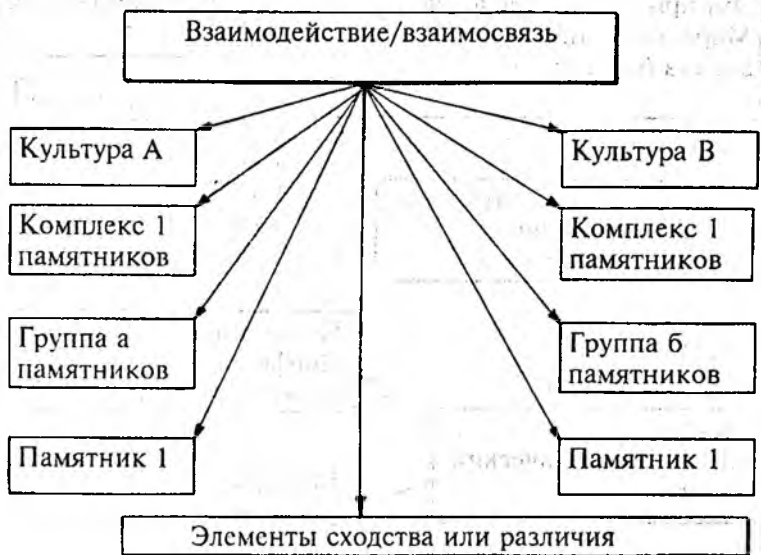 Взаимодействие/взаимосвязь
Культура А
Культура В
Комплекс 1
памятников
Комплекс 1
памятников
Группа а
памятников
Группа б
памятников
Памятник 1
Памятник 1
Элементы сходства или различия